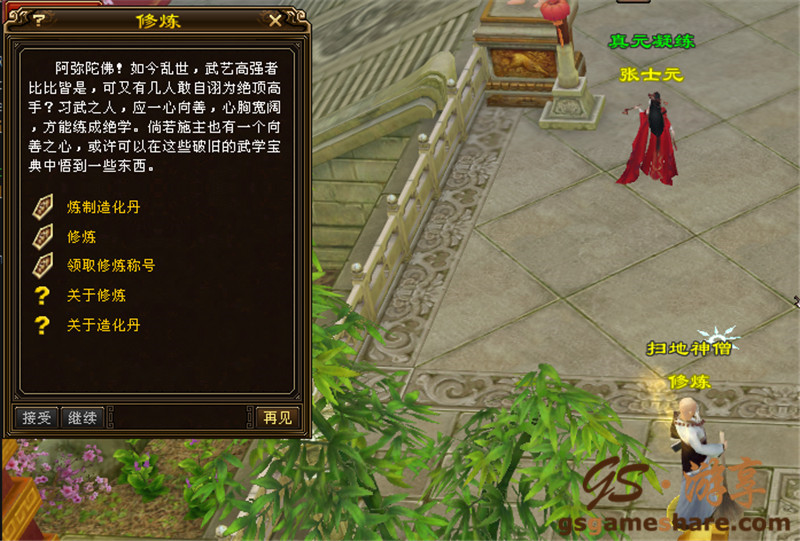 修炼
阿弥陀佛！如今乱世，武艺高强者
比比皆是，可又有几人敢自诩为绝顶高
手？习武之人，应一心向善，心胸宽阔
，方能练成绝学。倘若施主也有一个向
善之心，或许可以在这些破旧的武学宝
典中悟到一些东西。
炼制造化丹
修炼
领取修炼称号
? 关于修炼
? 关于造化丹
接受 继续 再见
真元凝练
张士元
扫地神僧
修炼
GS·游享
gsgameshare.com